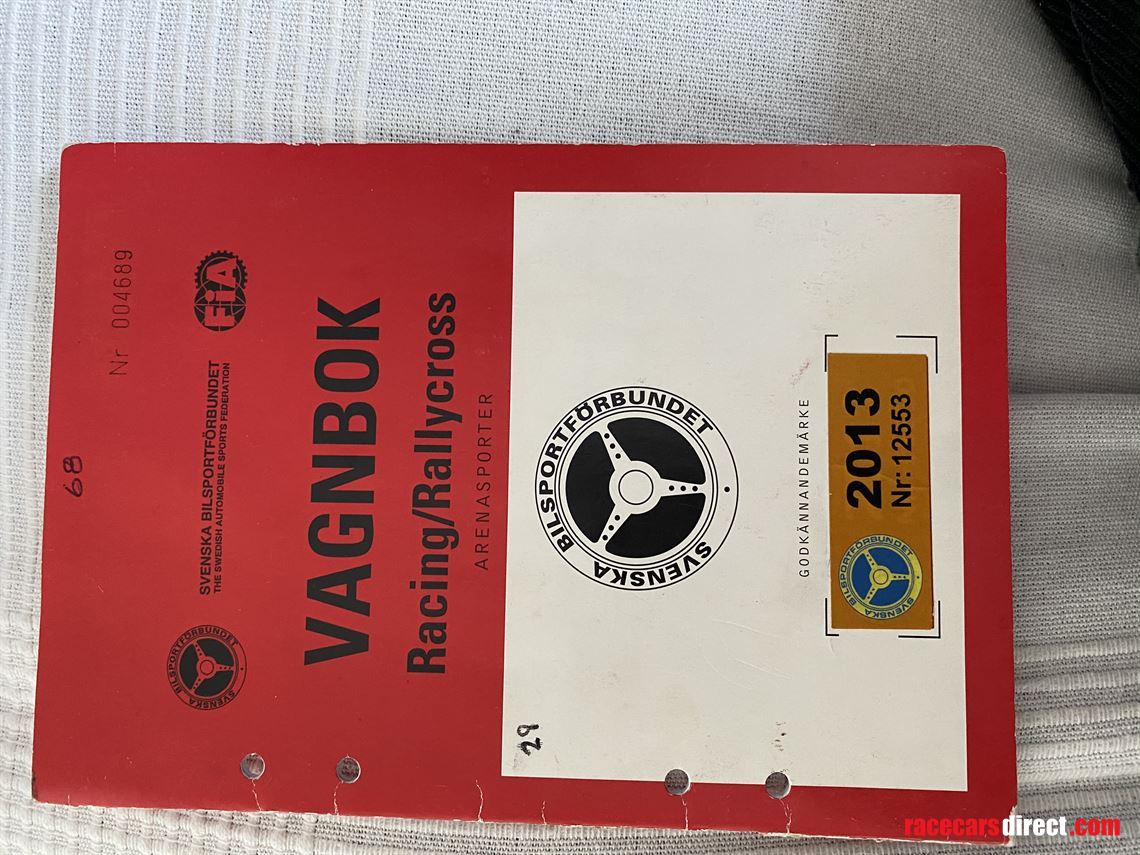 68
Nr 004689
SVENSKA BILSPORTFÖRBUNDET
SVENSKA BILSPORTFÖRBUNDET
THE SWEDISH AUTOMOBILE SPORTS FEDERATION
FiA
VAGNBOK
Racing/Rallycross
ARENASPORTER
29
SVENSKA BILSPORTFÖRBUNDET
GODKÄNNANDEMÄRKE
SVENSKA BILSPORTFÖRBUNDET
2013
Nr: 12553
racecarsdirect.com